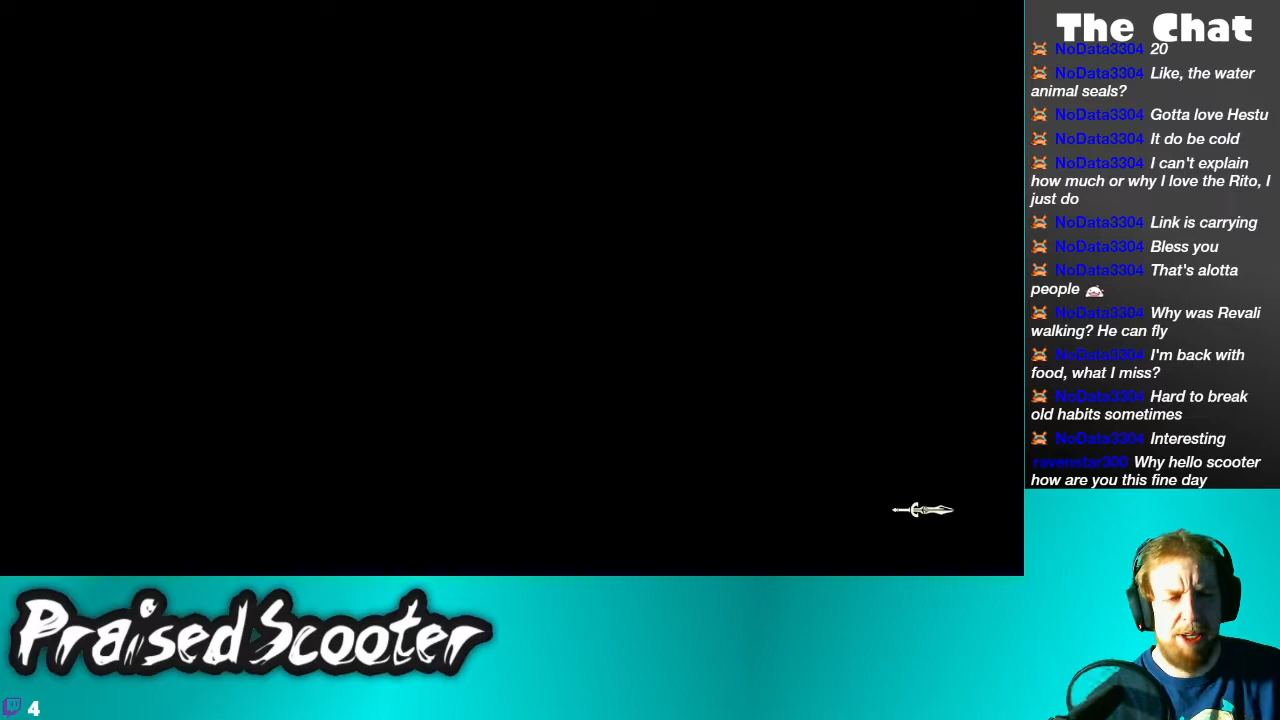 The Chat
NoData3304 20
NoData3304 Like, the water
animal seals?
NoData3304 Gotta love Hestu
NoData3304 It do be cold
NoData3304 I can't explain
how much or why I love the Rito, I
just do
NoData3304 Link is carrying
NoData3304 Bless you
NoData3304 That's alotta
people
NoData3304 Why was Revali
walking? He can fly
NoData3304 I'm back with
food, what I miss?
NoData3304 Hard to break
old habits sometimes
NoData3304 Interesting
ravenstar300 Why hello scooter
how are you this fine day
PraisedScooter
4